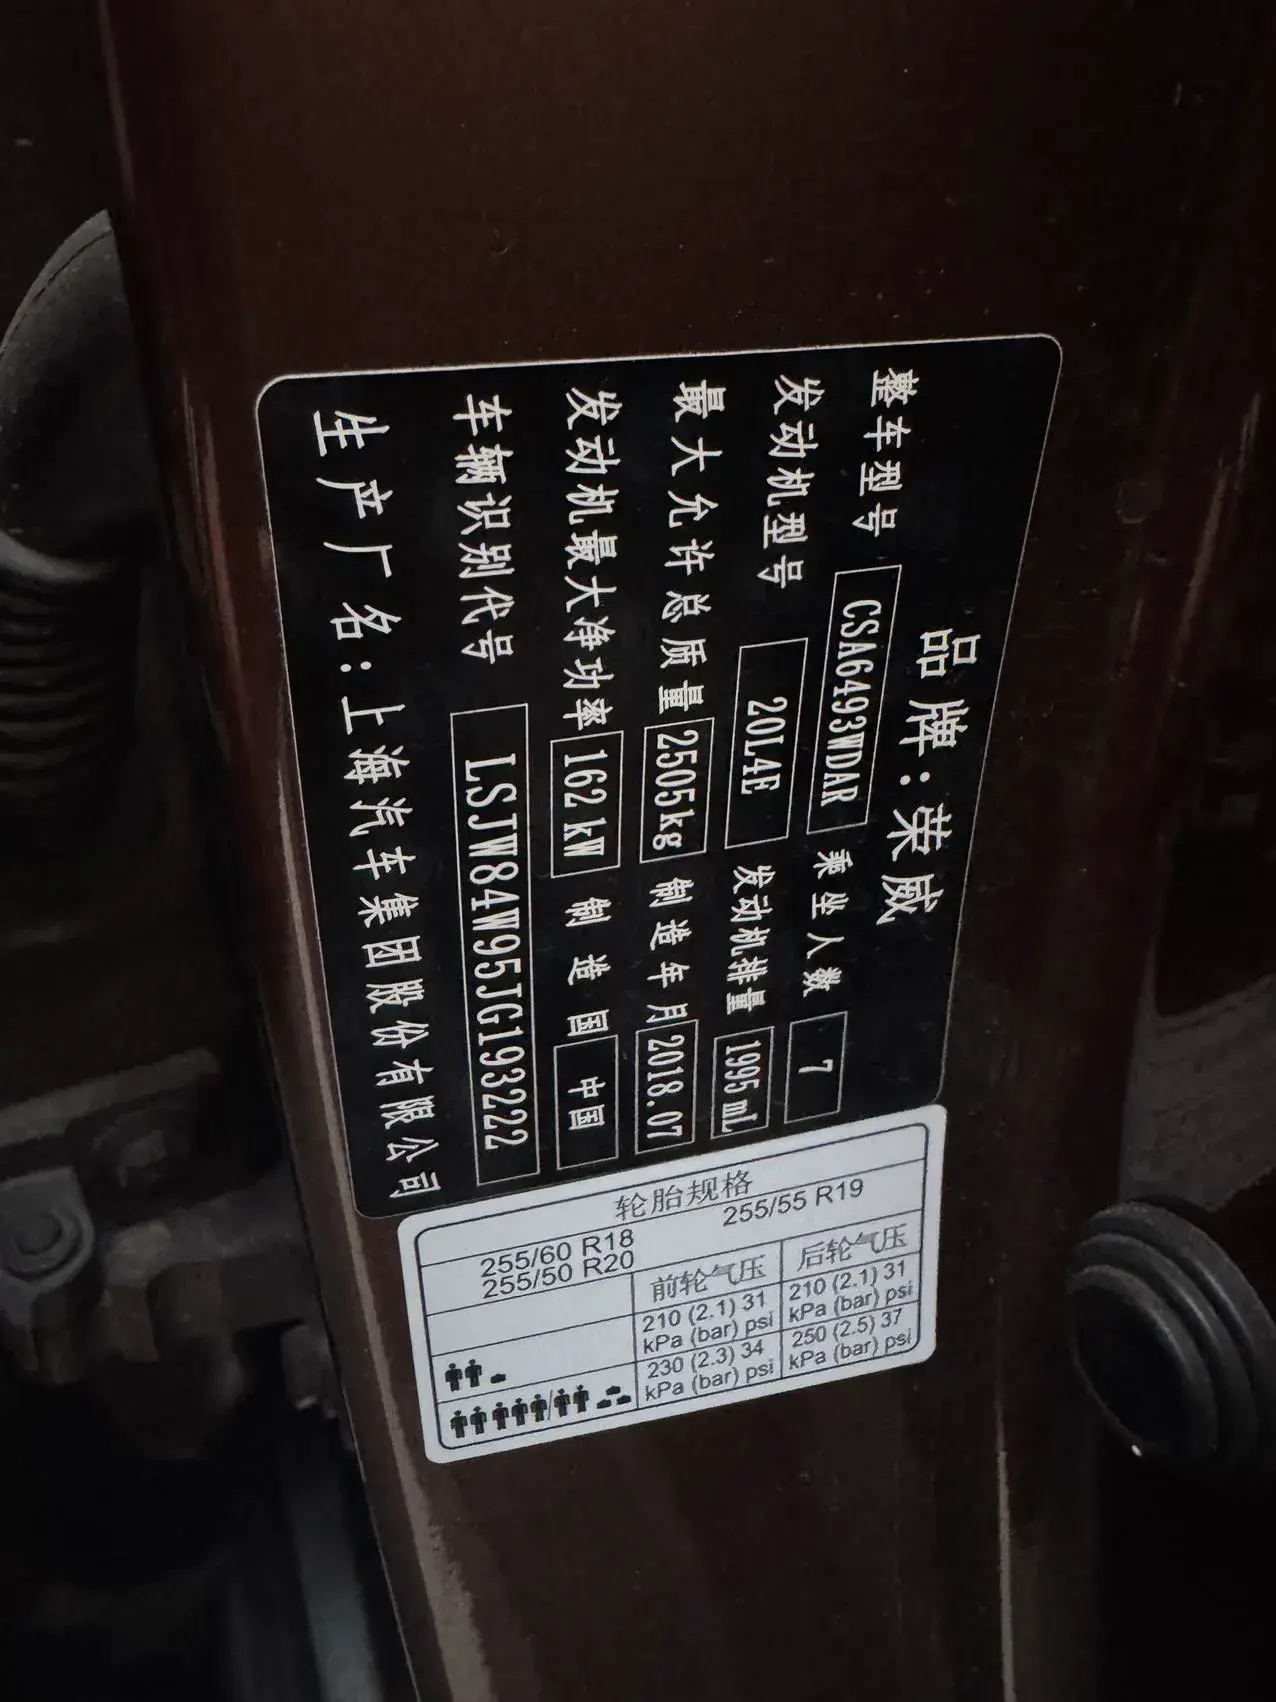 品牌：荣威
整车型号 CSA6493WDAR 乘坐人数 7
发动机型号 20L4E 发动机排量 1995mL
最大允许总质量 2505kg 制造年月 2018.07
发动机最大净功率 162kW 制造国 中国
车辆识别代号 LSJW84W95JG193222
生产厂名：上海汽车集团股份有限公司
轮胎规格
255/60 R18 255/55 R19
255/50 R20
前轮气压 后轮气压
210 (2.1) 31 210 (2.1) 31
kPa (bar) psi kPa (bar) psi
230 (2.3) 34 250 (2.5) 37
kPa (bar) psi kPa (bar) psi